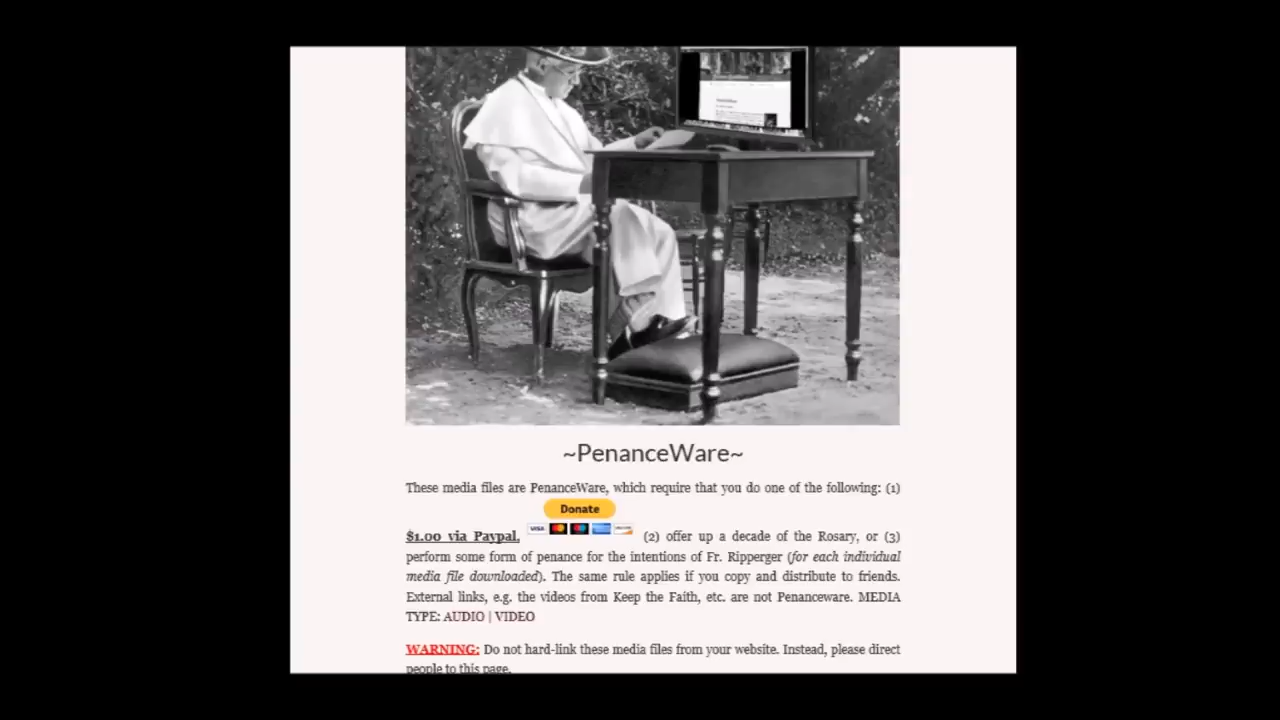 ~PenanceWare~
These media files are PenanceWare, which require that you do one of the following: (1)
Donate
VISA
$1.00 via Paypal, (2) offer up a decade of the Rosary, or (3)
perform some form of penance for the intentions of Fr. Ripperger (for each individual
media file downloaded). The same rule applies if you copy and distribute to friends.
External links, e.g. the videos from Keep the Faith, etc. are not Penanceware. MEDIA
TYPE: AUDIO | VIDEO
WARNING: Do not hard-link these media files from your website. Instead, please direct
people to this page.